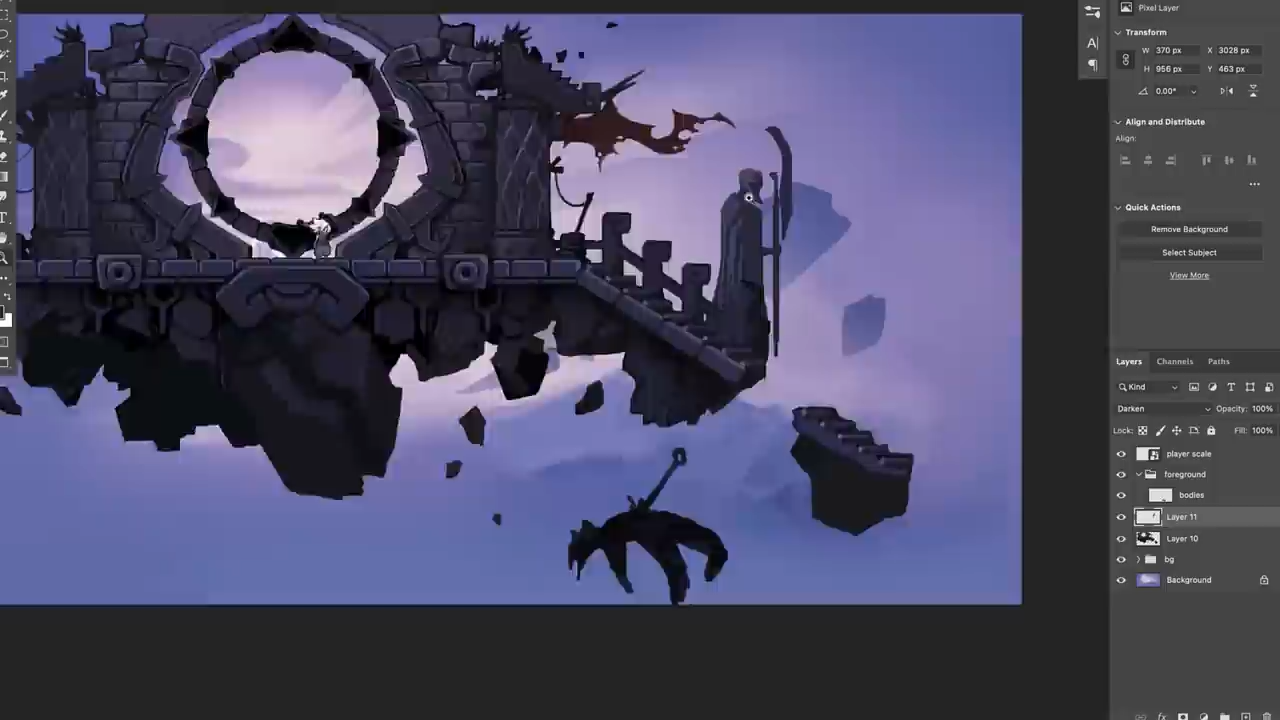 Pixel Layer
Transform
W 370 px X 3028 px
H 956 px Y 463 px
0.00°
Align and Distribute
Align:
Quick Actions
Remove Background
Select Subject
View More
Layers Channels Paths
Kind
Darken Opacity: 100%
Lock: Fill: 100%
player scale
foreground
bodies
Layer 11
Layer 10
bg
Background